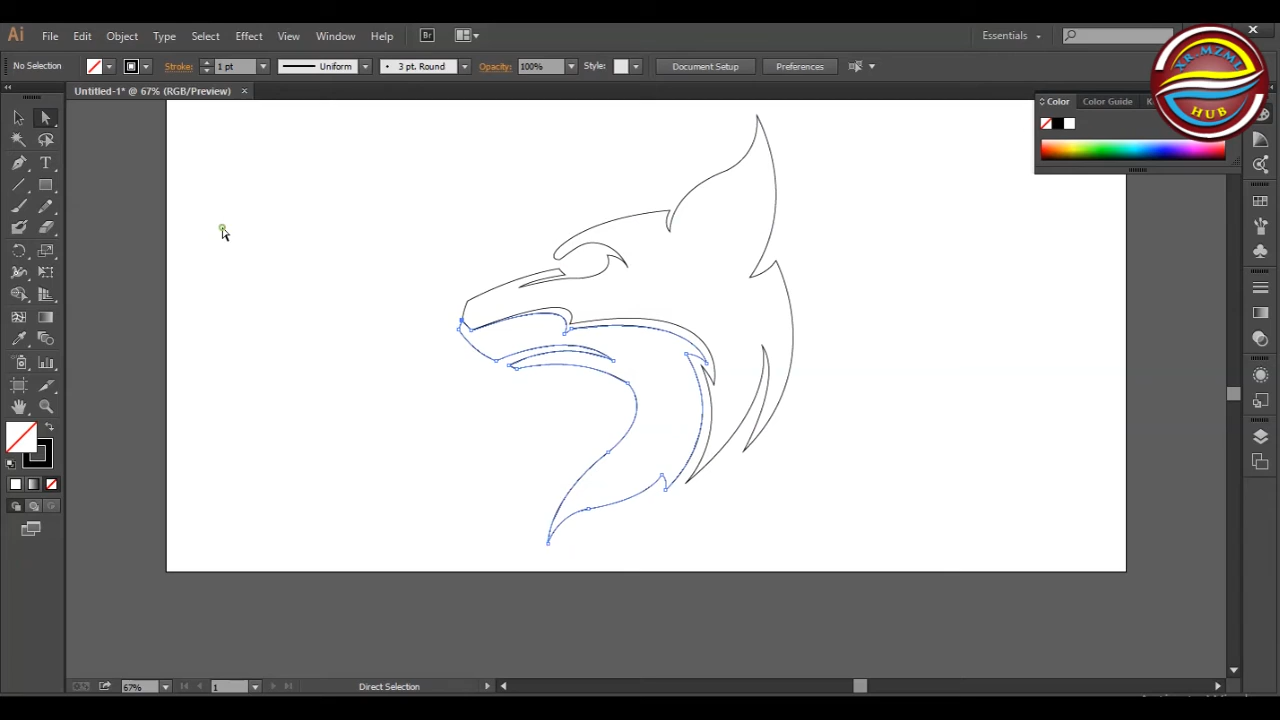 Ai File Edit Object Type Select Effect View Window Help Br Essentials
No Selection Stroke: 1 pt Uniform 3 pt. Round Opacity: 100% Style: Document Setup Preferences
XR MZML
HUB
Untitled-1* @ 67% (RGB/Preview)
Color Color Guide
T
67% 1 Direct Selection